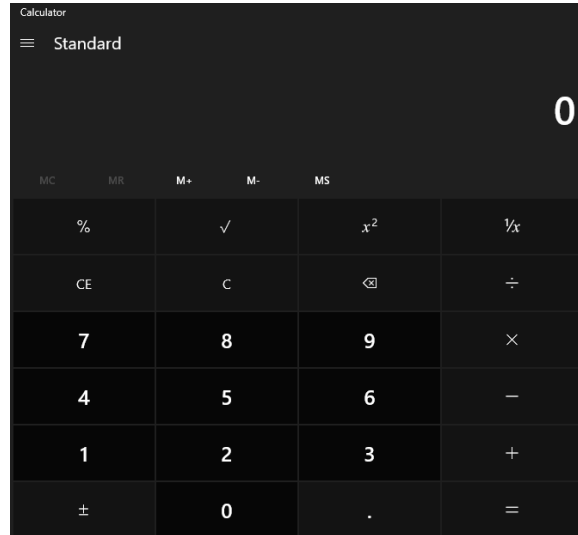 Calculator
Standard
0
MC MR M+ M- MS
% √ x² ⅟x
CE C ÷
7 8 9 ×
4 5 6 −
1 2 3 +
± 0 . =